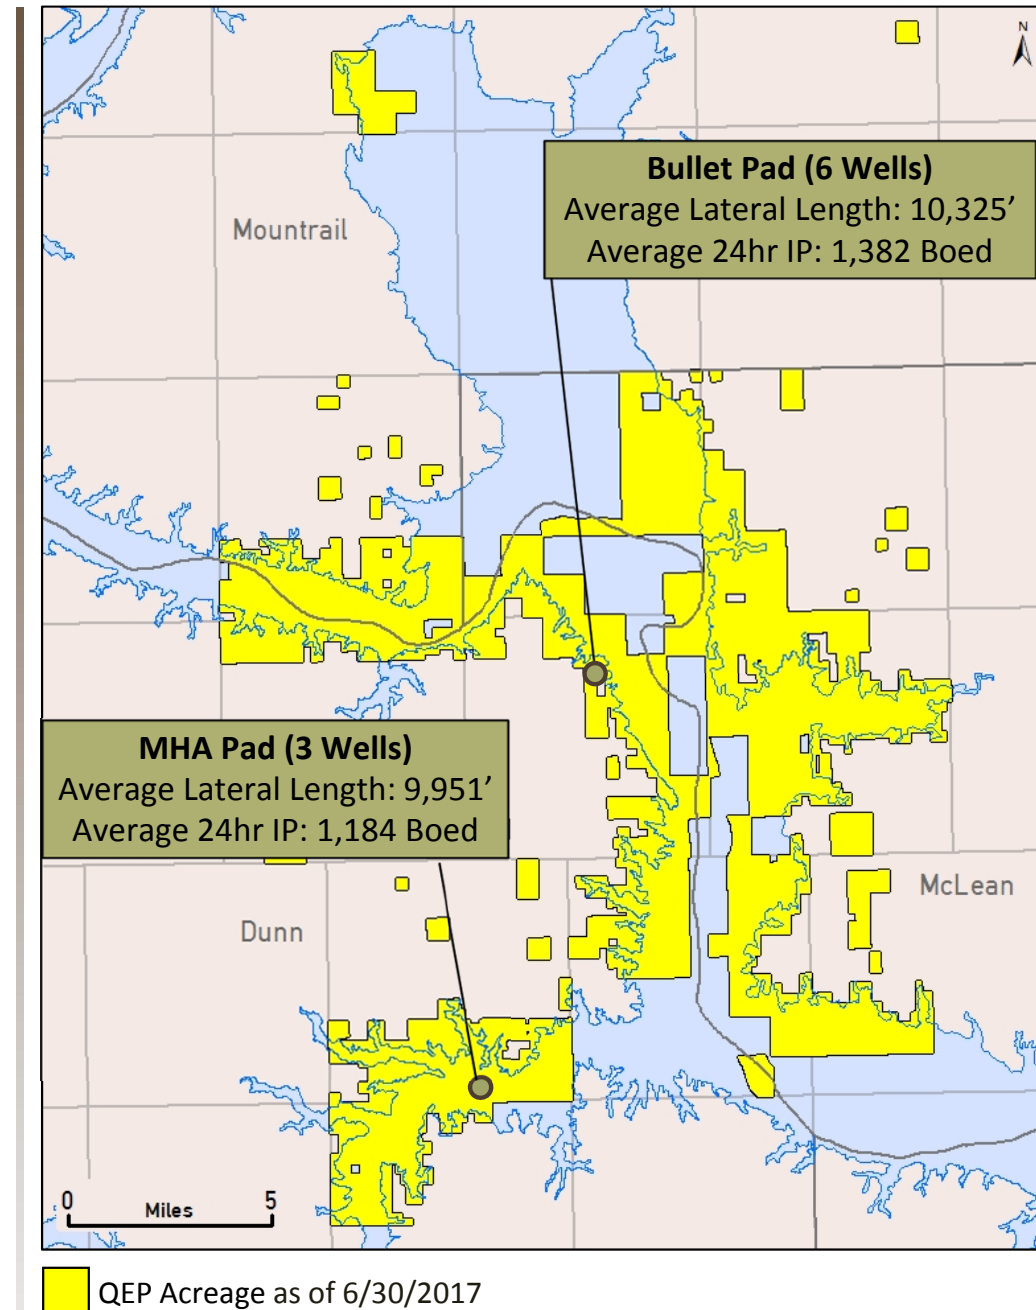 N
Bullet Pad (6 Wells)
Average Lateral Length: 10,325’
Average 24hr IP: 1,382 Boed
Mountrail
MHA Pad (3 Wells)
Average Lateral Length: 9,951’
Average 24hr IP: 1,184 Boed
McLean
Dunn
0 Miles 5
QEP Acreage as of 6/30/2017